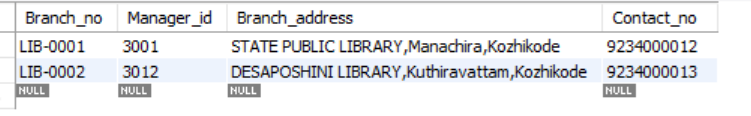 Branch_no Manager_id Branch_address Contact_no
LIB-0001 3001 STATE PUBLIC LIBRARY,Manachira,Kozhikode 9234000012
LIB-0002 3012 DESAPOSHINI LIBRARY,Kuthiravattam,Kozhikode 9234000013
NULL NULL NULL NULL